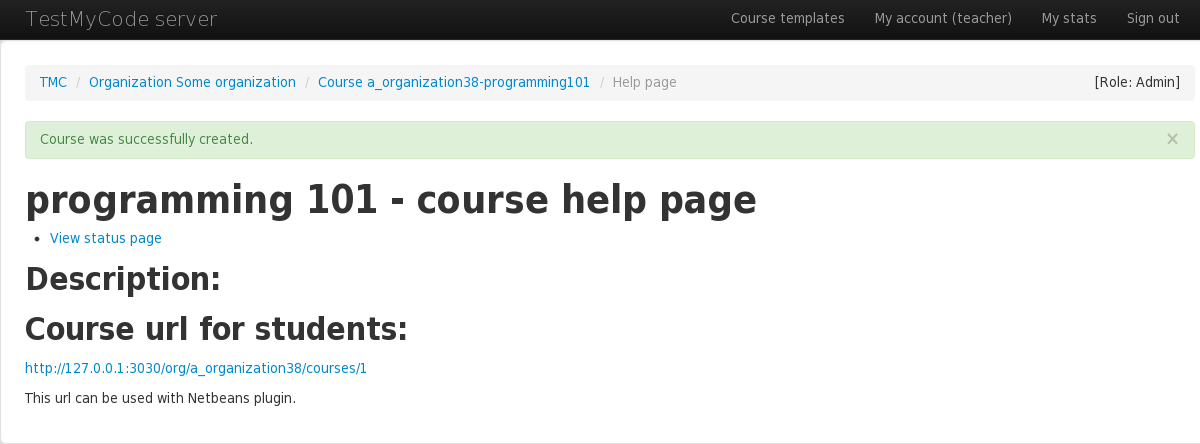 TestMyCode server Course templates My account (teacher) My stats Sign out
TMC / Organization Some organization / Course a_organization38-programming101 / Help page [Role: Admin]
Course was successfully created. ×
programming 101 - course help page
• View status page
Description:
Course url for students:
http://127.0.0.1:3030/org/a_organization38/courses/1
This url can be used with Netbeans plugin.